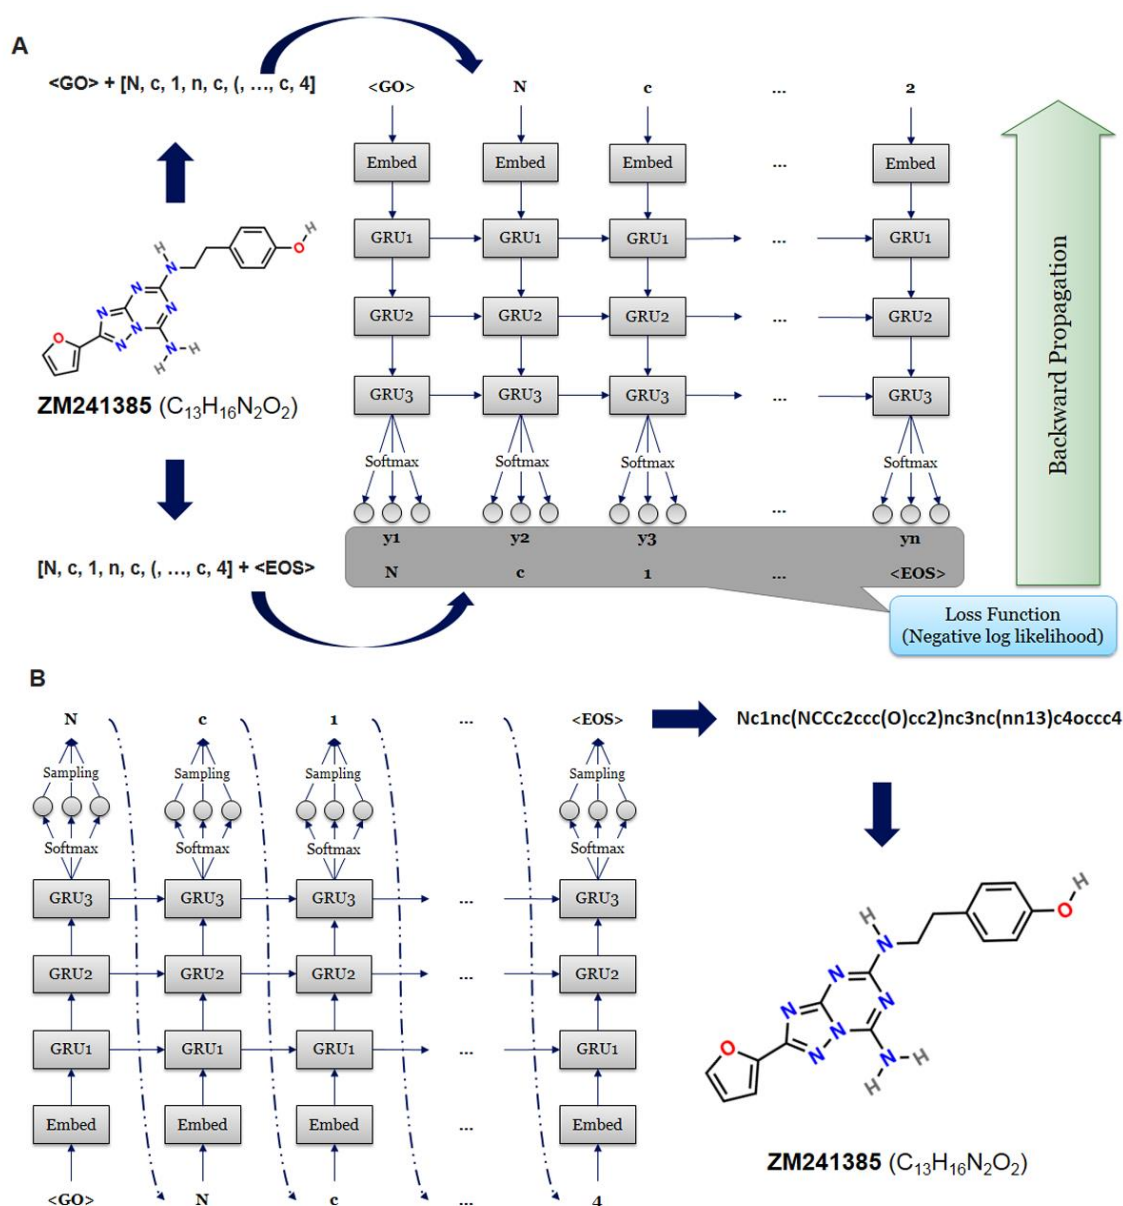 A
<GO> + [N, c, 1, n, c, (, ..., c, 4]
<GO> N c ... 2
Embed Embed Embed ... Embed
GRU1 GRU1 GRU1 ... GRU1
GRU2 GRU2 GRU2 ... GRU2
GRU3 GRU3 GRU3 ... GRU3
Softmax Softmax Softmax Softmax
...
y1 y2 y3 yn
N c 1 ... <EOS>
H
N
H
O
N
N
N
N
N
N
O
N
H
H
ZM241385 (C₁₃H₁₆N₂O₂)
[N, c, 1, n, c, (, ..., c, 4] + <EOS>
Backward Propagation
Loss Function
(Negative log likelihood)
B
N c 1 ... <EOS>
Sampling Sampling Sampling Sampling
Softmax Softmax Softmax Softmax
GRU3 GRU3 GRU3 ... GRU3
GRU2 GRU2 GRU2 ... GRU2
GRU1 GRU1 GRU1 ... GRU1
Embed Embed Embed ... Embed
<GO> N c ... 4
Nc1nc(NCCc2ccc(O)cc2)nc3nc(nn13)c4occc4
H
O
H
N
N
N
N
N
N
O
N
N
H
H
ZM241385 (C₁₃H₁₆N₂O₂)